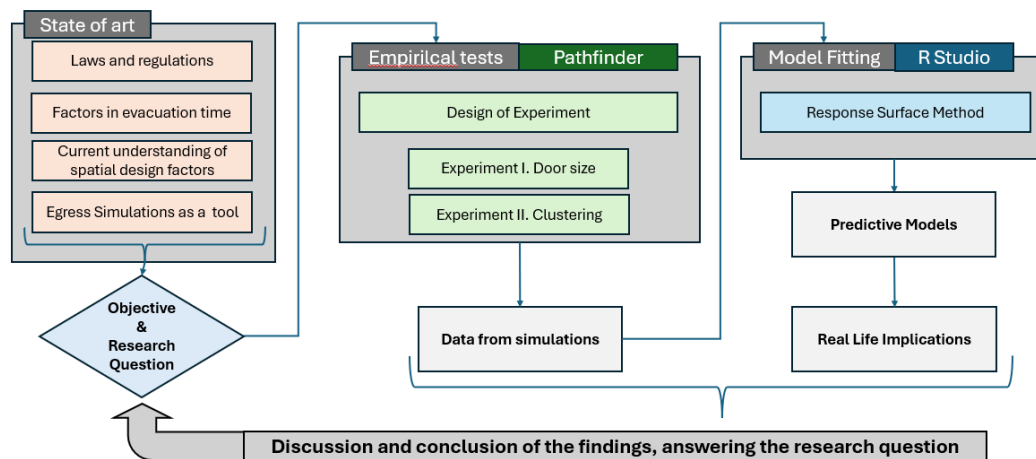 State of art
Laws and regulations
Factors in evacuation time
Current understanding of
spatial design factors
Egress Simulations as a tool
Objective
&
Research
Question
Empirilcal tests
Pathfinder
Design of Experiment
Experiment I. Door size
Experiment II. Clustering
Data from simulations
Model Fitting
R Studio
Response Surface Method
Predictive Models
Real Life Implications
Discussion and conclusion of the findings, answering the research question